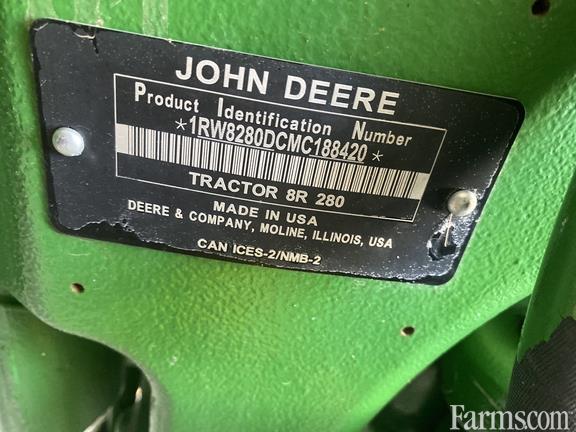 JOHN DEERE
Product Identification Number
*1RW8280DCMC188420*
TRACTOR 8R 280
MADE IN USA
DEERE & COMPANY, MOLINE, ILLINOIS, USA
CAN ICES-2/NMB-2
Farms.com